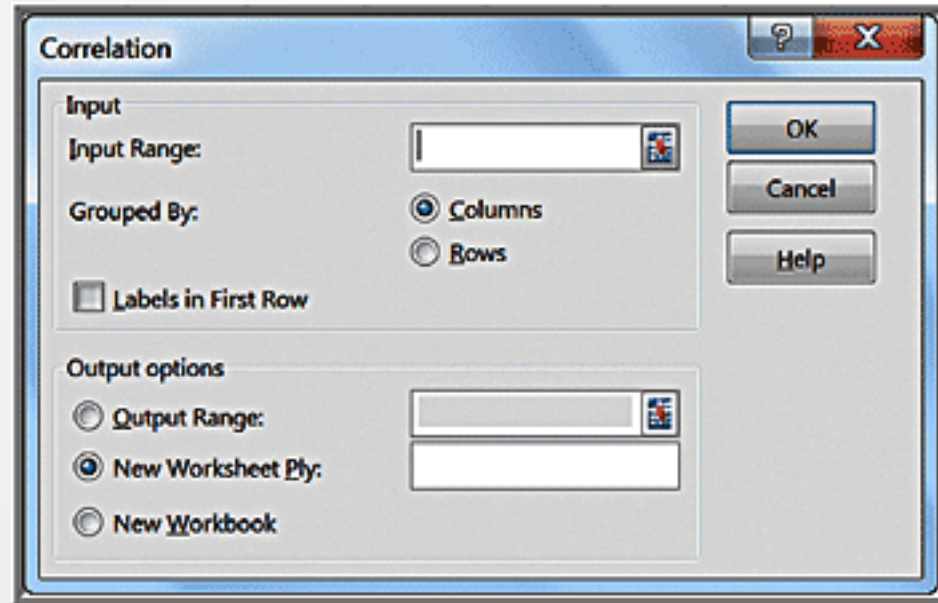 Correlation
?
X
Input
Input Range:
OK
Cancel
Grouped By:
Columns
Rows
Help
Labels in First Row
Output options
Output Range:
New Worksheet Ply:
New Workbook